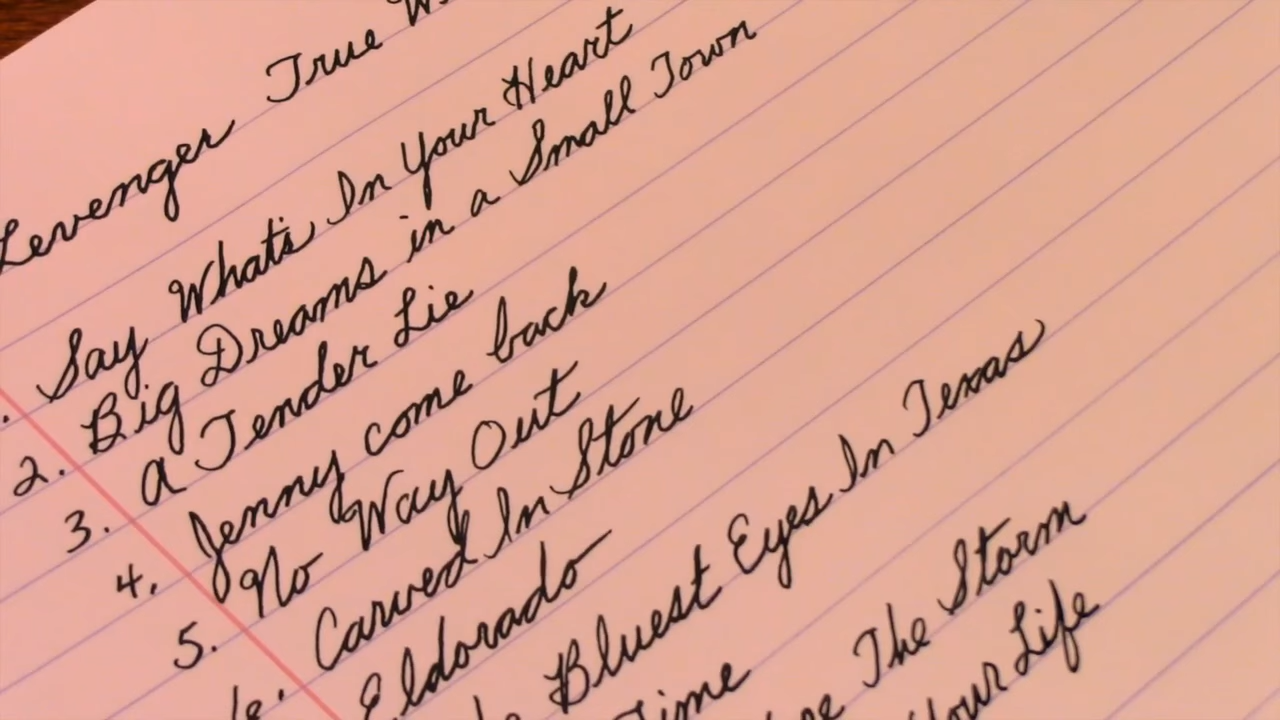 Levenger True
. Say What's In Your Heart
2. Big Dreams in a Small Town
3. A Tender Lie
4. Jenny come back
5. No Way Out
6. Carved In Stone
Eldorado
Bluest Eyes In Texas
Time
The Storm
Your Life